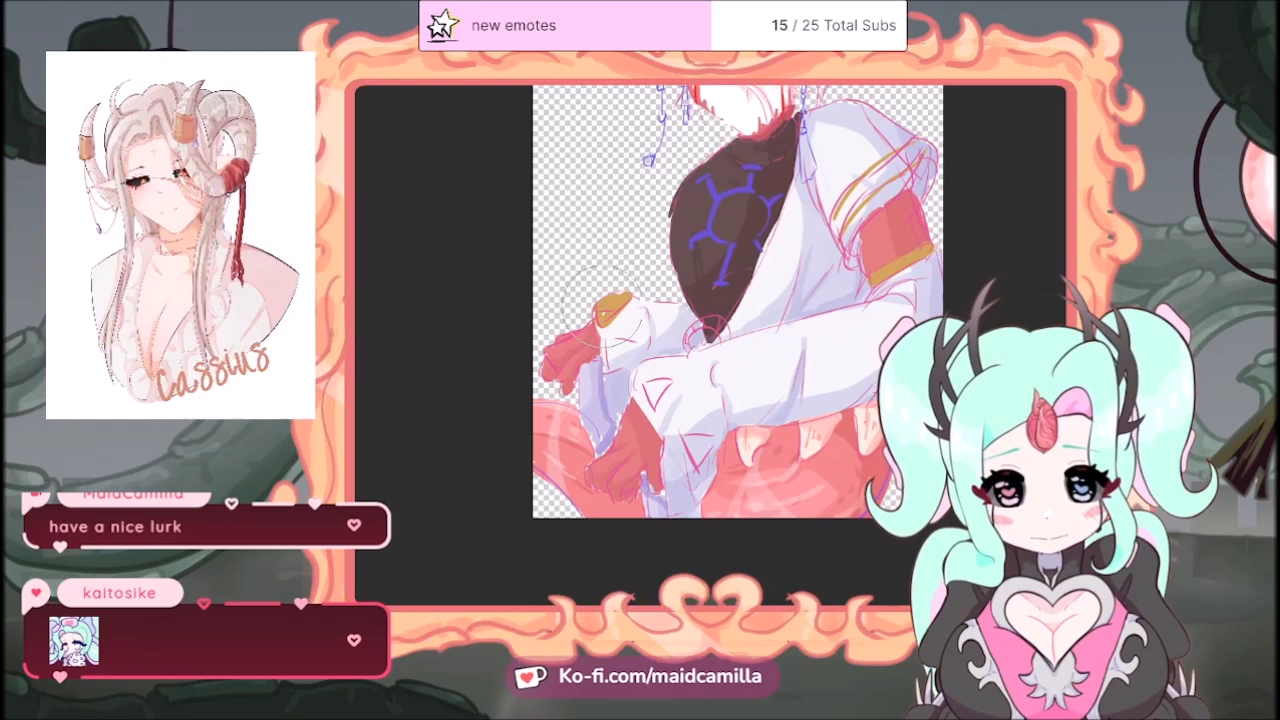 new emotes
15 / 25 Total Subs
Cassius
MaidCamilla
have a nice lurk
kaitosike
Ko-fi.com/maidcamilla